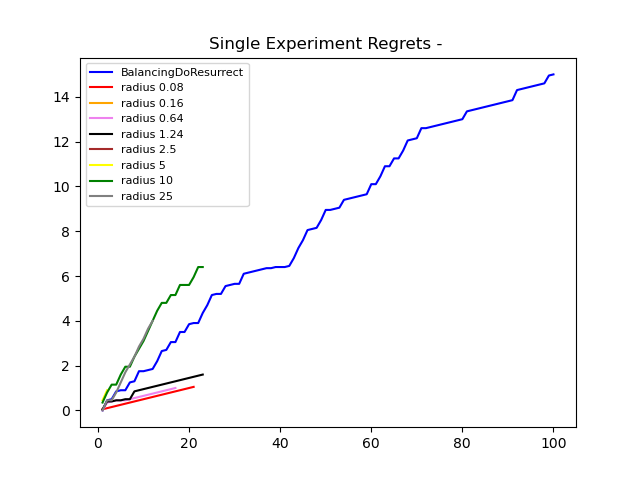 Single Experiment Regrets -
BalancingDoResurrect
radius 0.08
radius 0.16
radius 0.64
radius 1.24
radius 2.5
radius 5
radius 10
radius 25
14
12
10
8
6
4
2
0
0 20 40 60 80 100